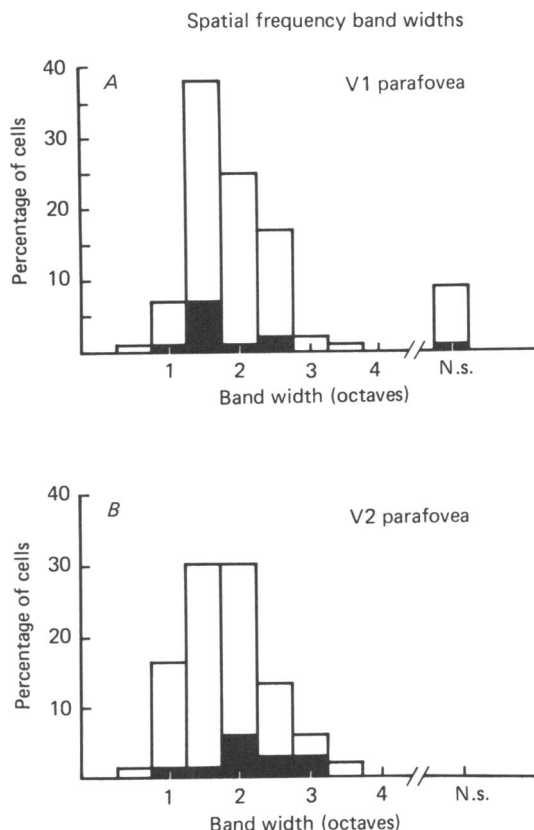 Spatial frequency band widths
A
V1 parafovea
Percentage of cells
40
30
20
10
1 2 3 4 N.s.
Band width (octaves)
B
V2 parafovea
Percentage of cells
40
30
20
10
1 2 3 4 N.s.
Band width (octaves)